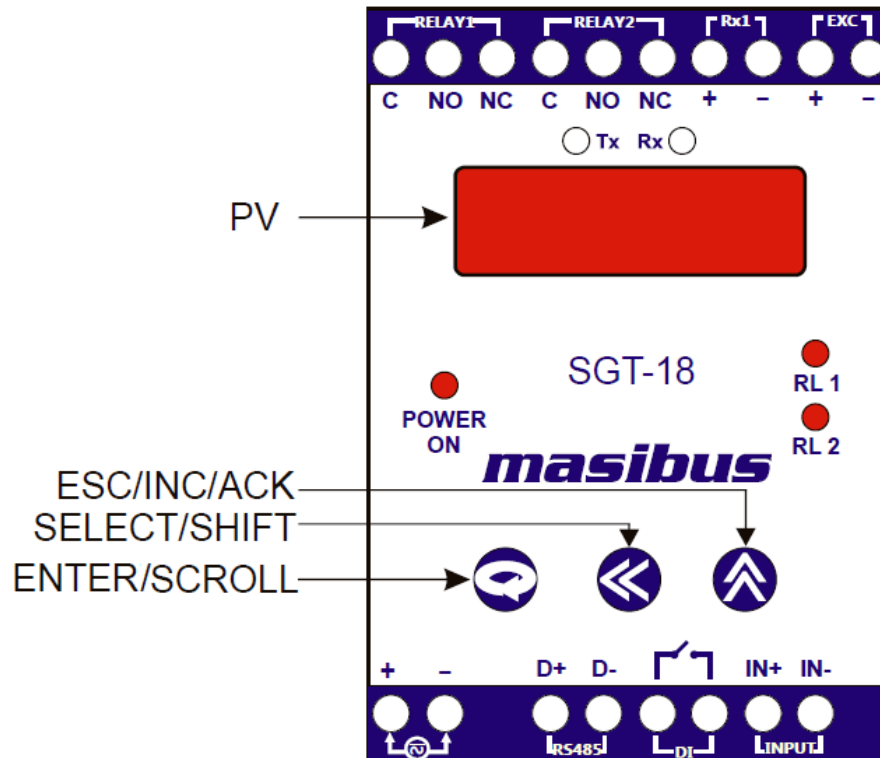 RELAY1 RELAY2 Rx1 EXC
C NO NC C NO NC + - + -
Tx Rx
PV
SGT-18
RL 1
POWER
ON
RL 2
masibus
ESC/INC/ACK
SELECT/SHIFT
ENTER/SCROLL
+ - D+ D- IN+ IN-
RS485 DI INPUT